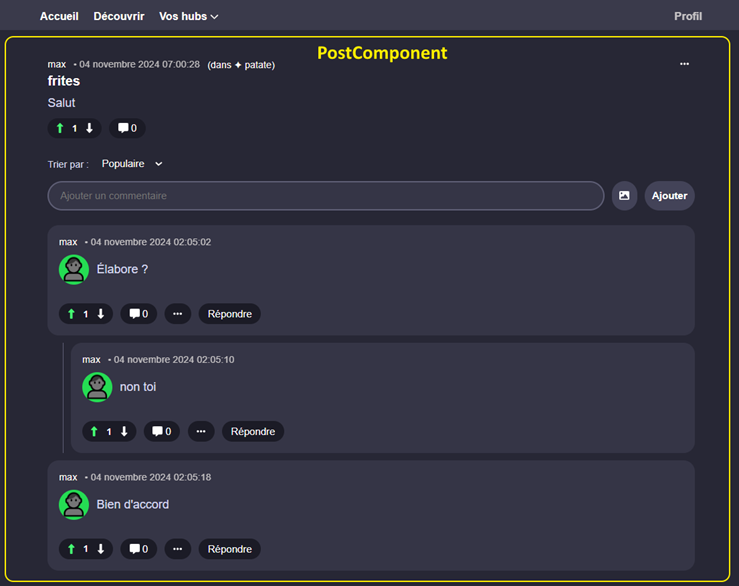 Accueil Découvrir Vos hubs Profil
PostComponent
max • 04 novembre 2024 07:00:28 (dans ✦ patate) ...
frites
Salut
1 0
Trier par : Populaire
Ajouter un commentaire Ajouter
max • 04 novembre 2024 02:05:02
Élabore ?
1 0 ... Répondre
max • 04 novembre 2024 02:05:10
non toi
1 0 ... Répondre
max • 04 novembre 2024 02:05:18
Bien d'accord
1 0 ... Répondre